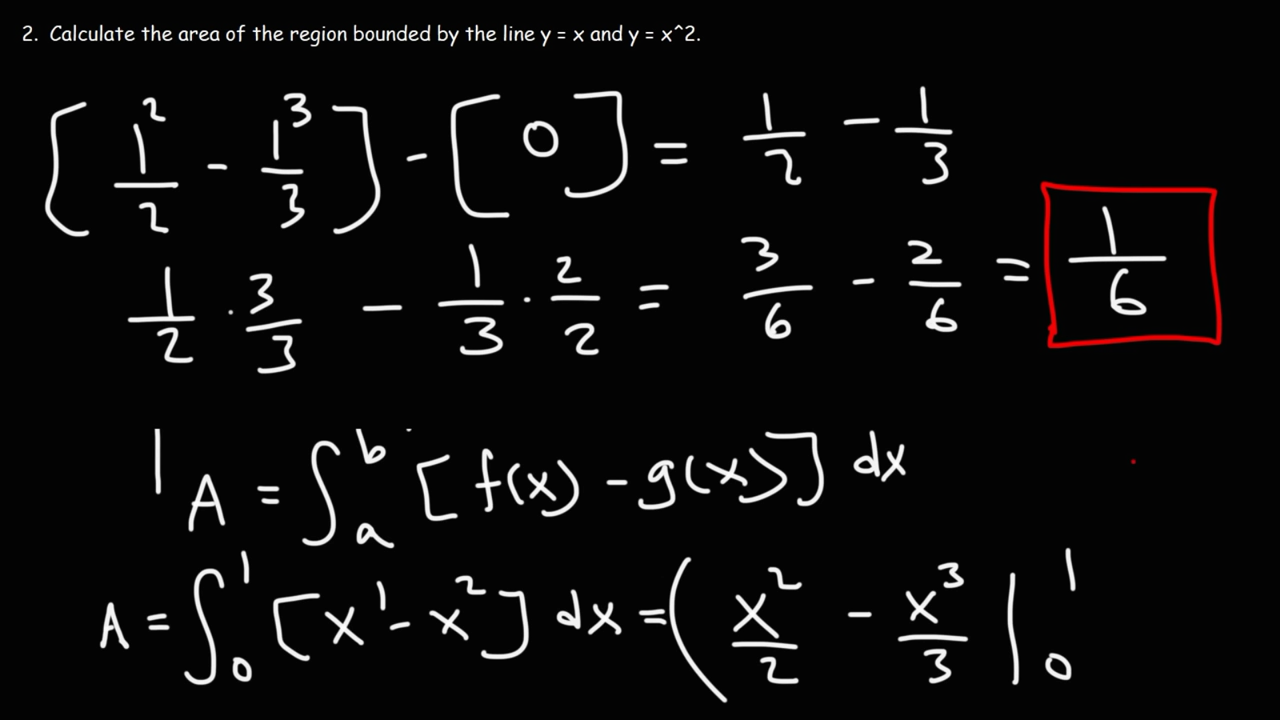 2. Calculate the area of the region bounded by the line y = x and y = x^2.
[1^2/2 - 1^3/3] - [0] = 1/2 - 1/3
1/2 · 3/3 - 1/3 · 2/2 = 3/6 - 2/6 = 1/6
| A = ∫_a^b [f(x) - g(x)] dx
A = ∫_0^1 [x^1 - x^2] dx = (x^2/2 - x^3/3 |_0^1